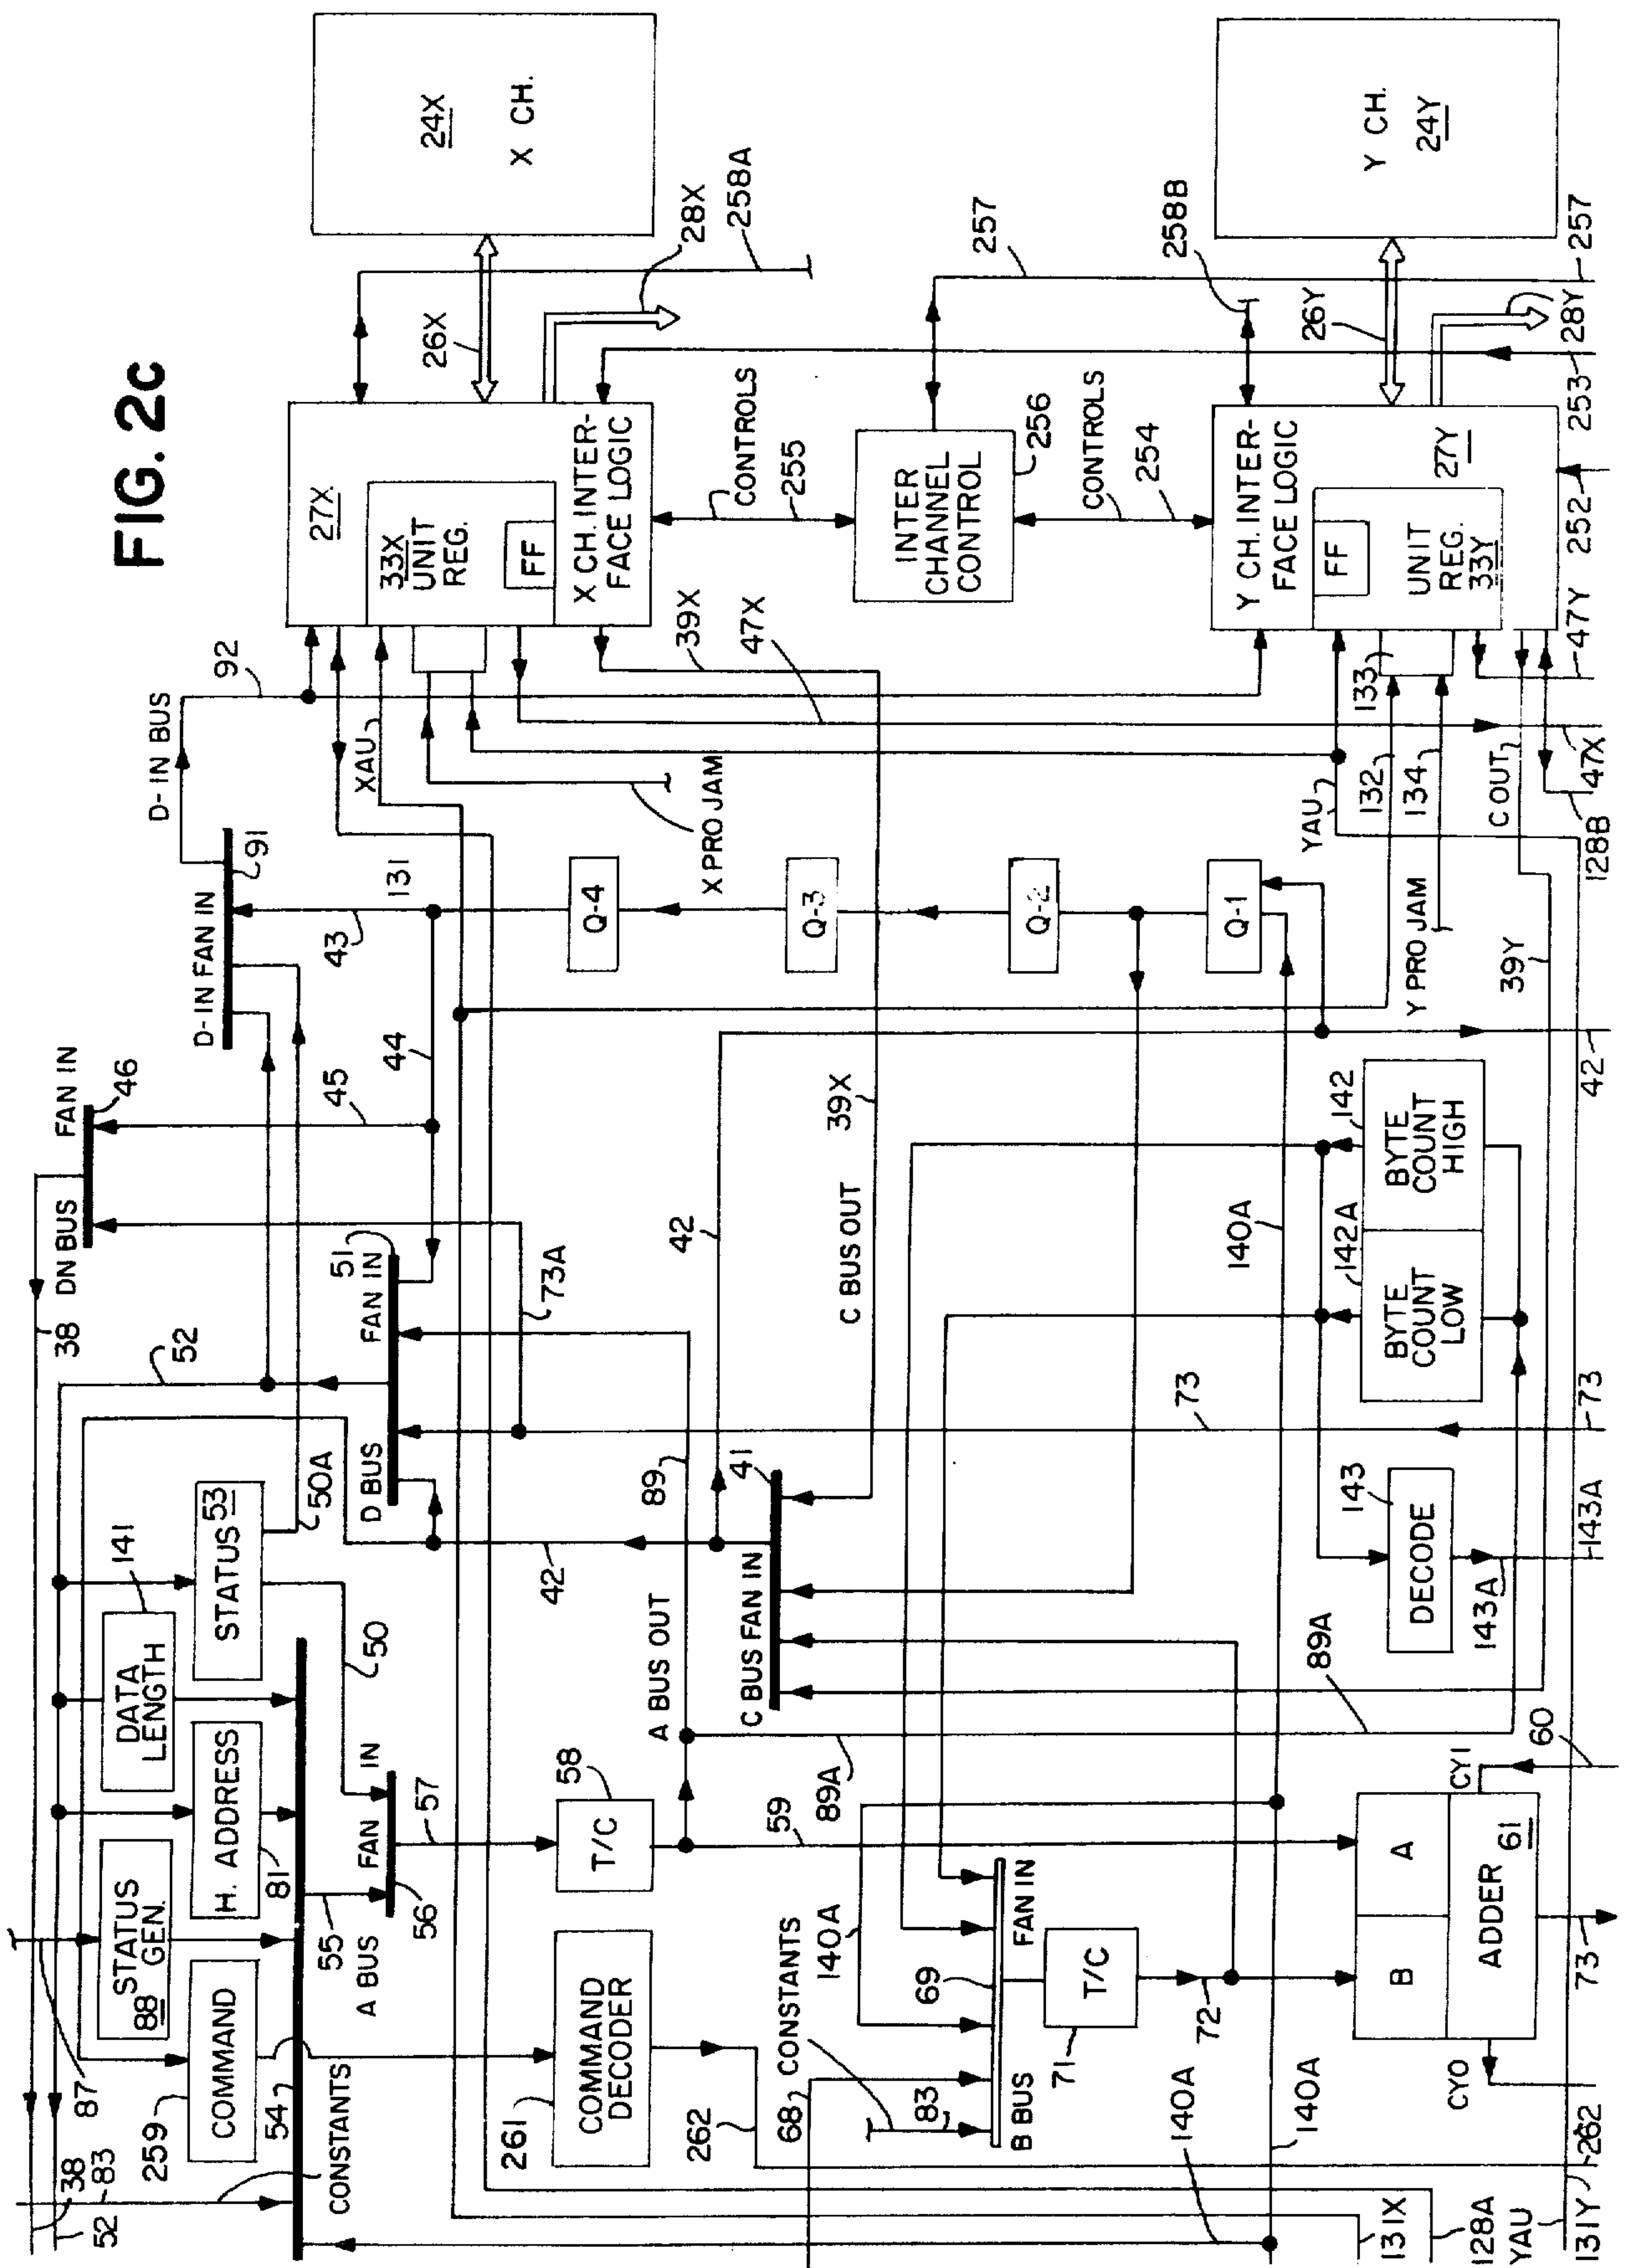 FIG. 2c
24X
X CH.
26X
28X
258A
27X
33X
UNIT
REG.
FF
X CH. INTER-
FACE LOGIC
CONTROLS
255
INTER
CHANNEL
CONTROL
256
257
258B
CONTROLS
254
Y CH.
24Y
26Y
28Y
257
253
Y CH. INTER-
FACE LOGIC
27Y
FF
UNIT
REG.
33Y
252
47Y
47X
128B
C OUT
133
132
134
YAU
Y PRO JAM
39Y
39X
47X
92
D-IN BUS
XAU
X PRO JAM
91
D-IN FAN IN
43
131
44
45
Q-4
Q-3
Q-2
Q-1
46
DN BUS FAN IN
38
52
51
D BUS FAN IN
73A
39X
C BUS OUT
42
140A
42
142
BYTE
COUNT
HIGH
142A
BYTE
COUNT
LOW
73
73
143
DECODE
143A
143A
50A
STATUS 53
141
DATA
LENGTH
50
89
42
41
C BUS FAN IN
A BUS OUT
89A
89A
H. ADDRESS
81
STATUS
GEN.
88
87
COMMAND
259
54
CONSTANTS
38
83
52
55
A BUS FAN IN
56
57
58
T/C
59
COMMAND
DECODER
261
262
CONSTANTS
68
83
140A
69
B BUS FAN IN
T/C
71
72
A
B
ADDER
61
CY1
60
CYO
73
140A
140A
262
131X
128A
YAU
131Y